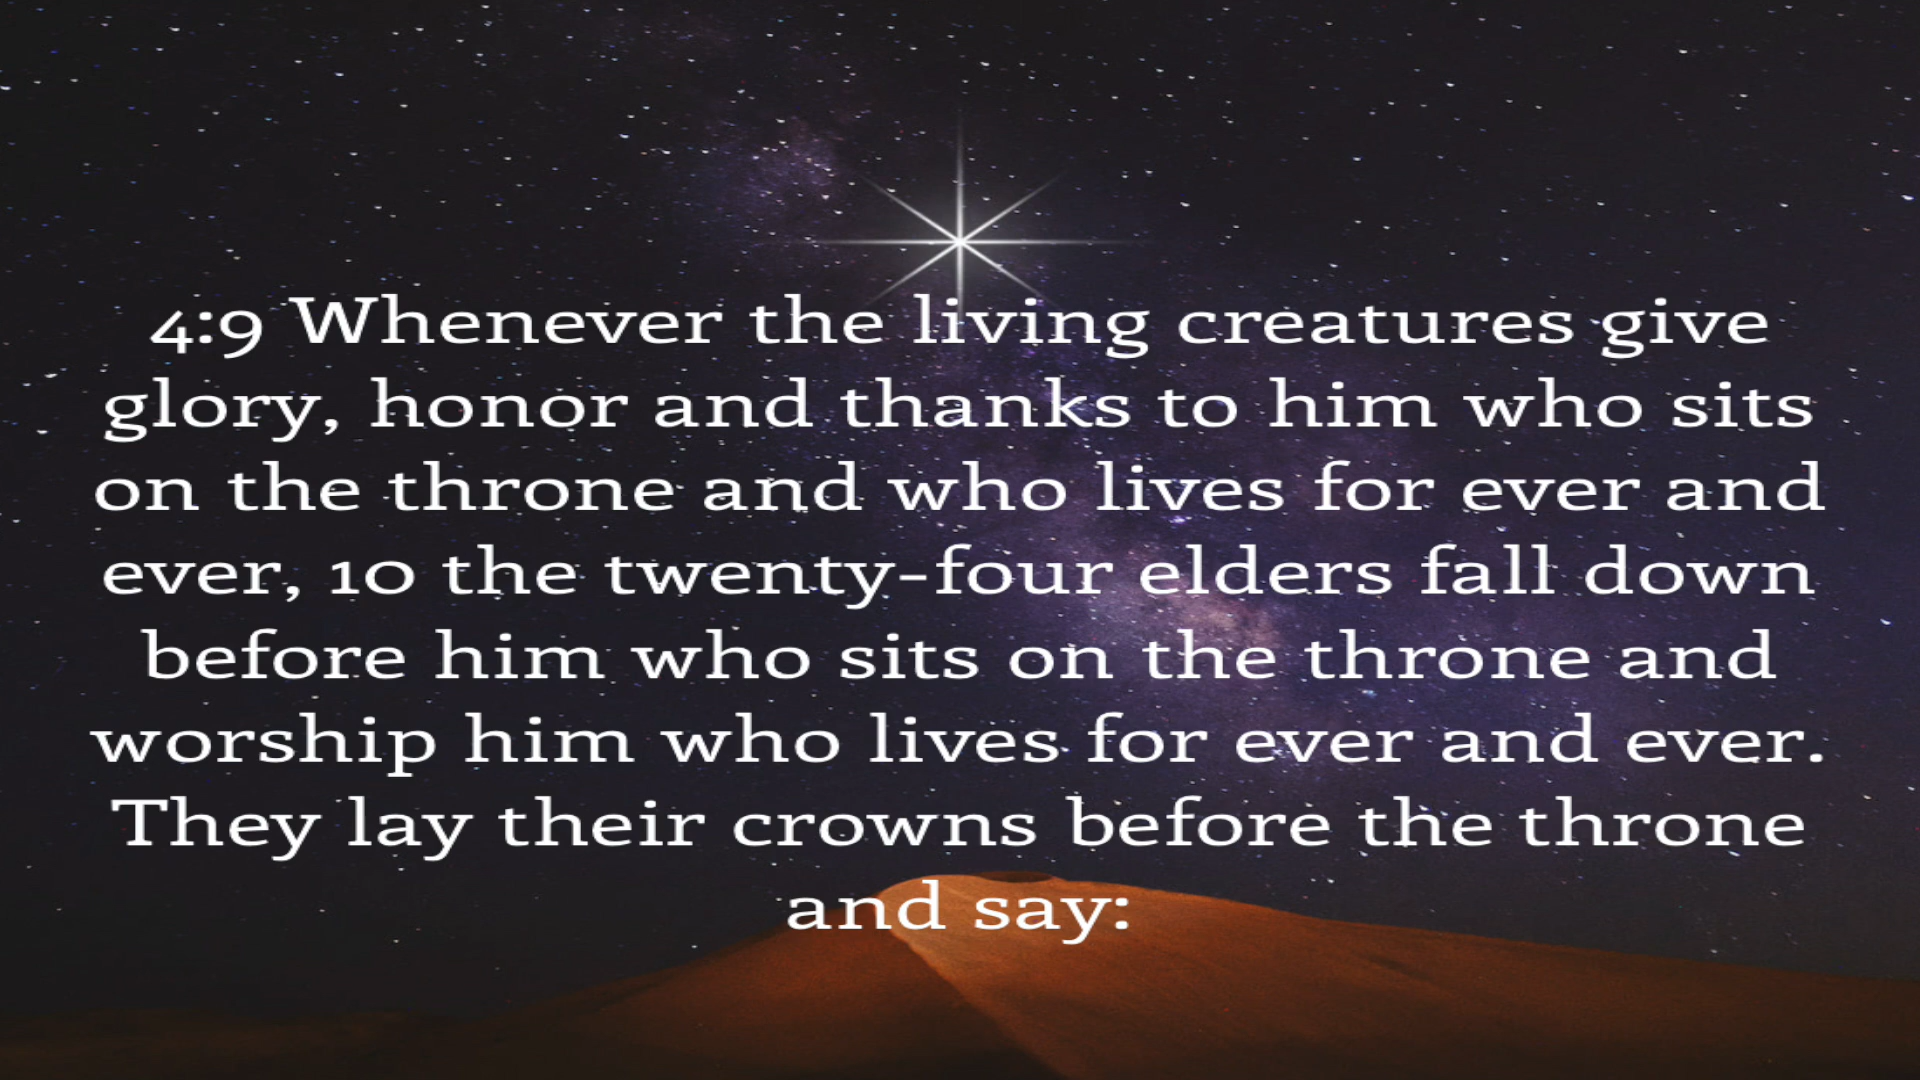 4:9 Whenever the living creatures give
glory, honor and thanks to him who sits
on the throne and who lives for ever and
ever, 10 the twenty-four elders fall down
before him who sits on the throne and
worship him who lives for ever and ever.
They lay their crowns before the throne
and say: